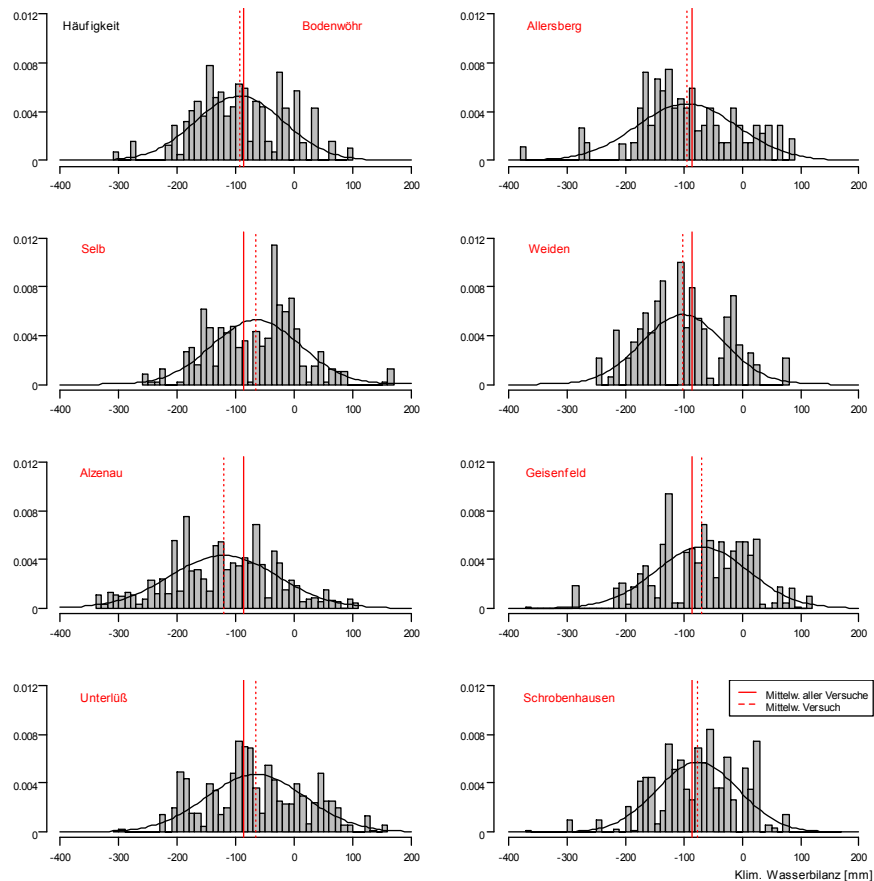 0.012
Häufigkeit
Bodenwöhr
0.008
0.004
0
-400 -300 -200 -100 0 100 200
0.012
Allersberg
0.008
0.004
0
-400 -300 -200 -100 0 100 200
0.012
Selb
0.008
0.004
0
-400 -300 -200 -100 0 100 200
0.012
Weiden
0.008
0.004
0
-400 -300 -200 -100 0 100 200
0.012
Alzenau
0.008
0.004
0
-400 -300 -200 -100 0 100 200
0.012
Geisenfeld
0.008
0.004
0
-400 -300 -200 -100 0 100 200
0.012
Unterlüß
0.008
0.004
0
-400 -300 -200 -100 0 100 200
0.012
Schrobenhausen
Mittelw. aller Versuche
Mittelw. Versuch
0.008
0.004
0
-400 -300 -200 -100 0 100 200
Klim. Wasserbilanz [mm]